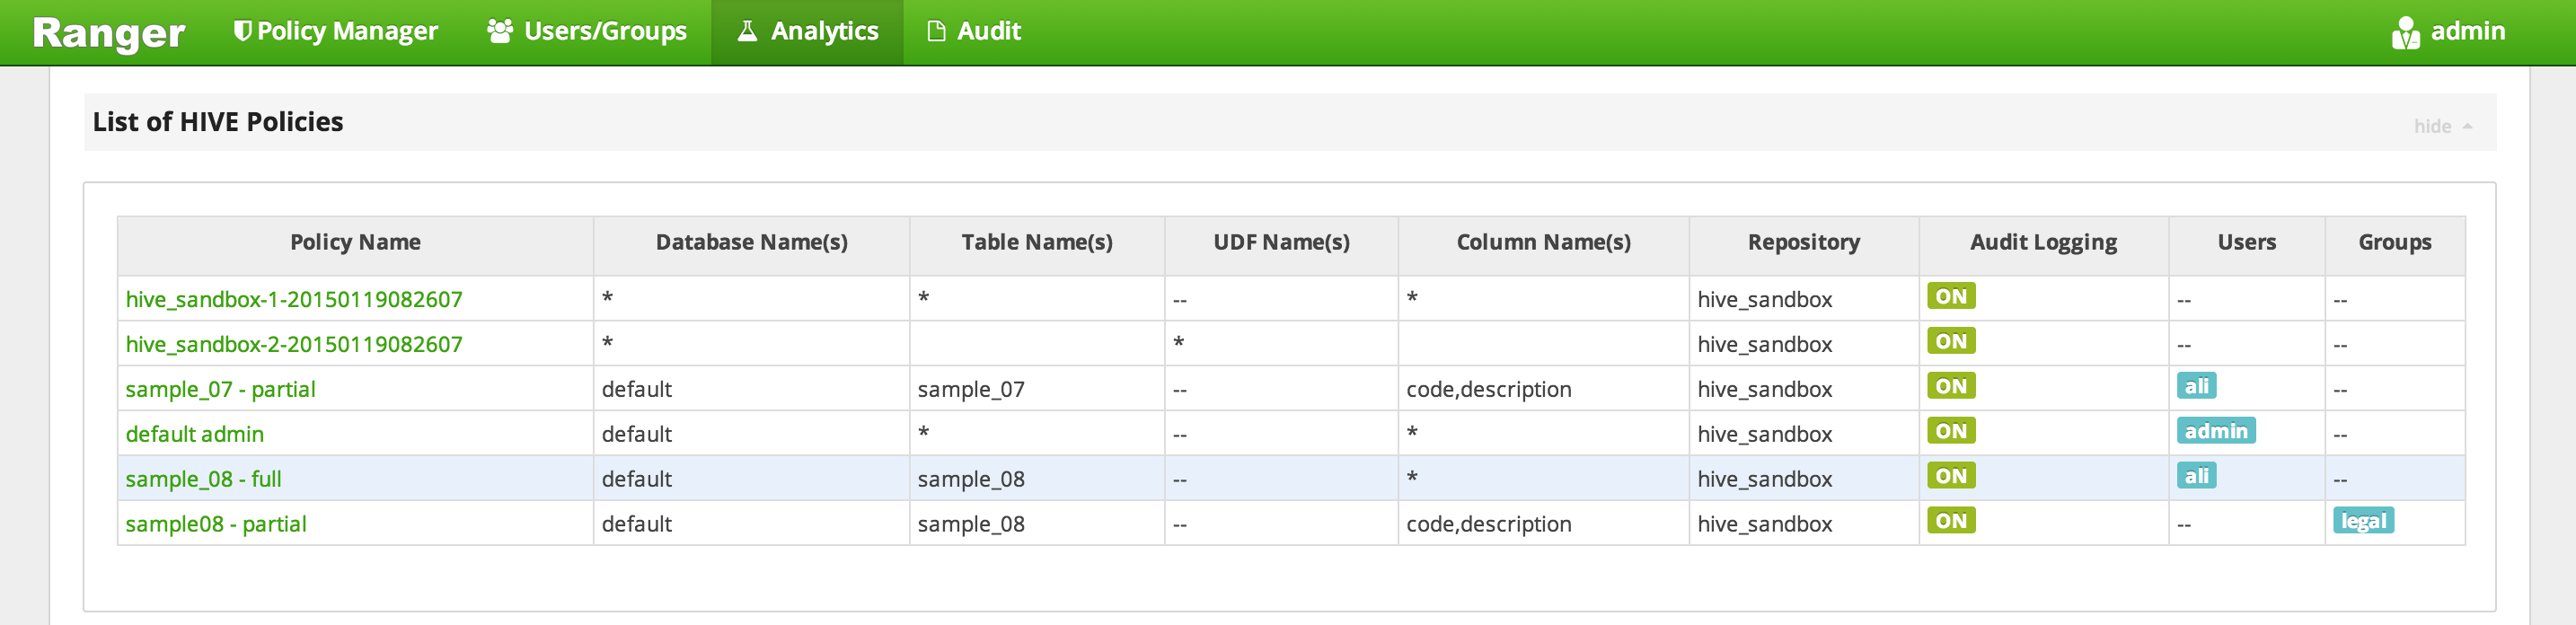 Ranger Policy Manager Users/Groups Analytics Audit admin
List of HIVE Policies hide
Policy Name Database Name(s) Table Name(s) UDF Name(s) Column Name(s) Repository Audit Logging Users Groups
hive_sandbox-1-20150119082607 * * -- * hive_sandbox ON -- --
hive_sandbox-2-20150119082607 * * hive_sandbox ON -- --
sample_07 - partial default sample_07 -- code,description hive_sandbox ON ali --
default admin default * -- * hive_sandbox ON admin --
sample_08 - full default sample_08 -- * hive_sandbox ON ali --
sample08 - partial default sample_08 -- code,description hive_sandbox ON -- legal